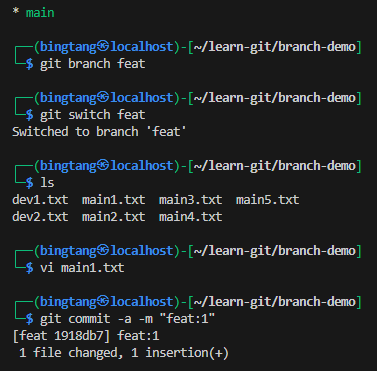 * main
┌──(bingtang㉿localhost)-[~/learn-git/branch-demo]
└─$ git branch feat
┌──(bingtang㉿localhost)-[~/learn-git/branch-demo]
└─$ git switch feat
Switched to branch 'feat'
┌──(bingtang㉿localhost)-[~/learn-git/branch-demo]
└─$ ls
dev1.txt  main1.txt  main3.txt  main5.txt
dev2.txt  main2.txt  main4.txt
┌──(bingtang㉿localhost)-[~/learn-git/branch-demo]
└─$ vi main1.txt
┌──(bingtang㉿localhost)-[~/learn-git/branch-demo]
└─$ git commit -a -m "feat:1"
[feat 1918db7] feat:1
 1 file changed, 1 insertion(+)